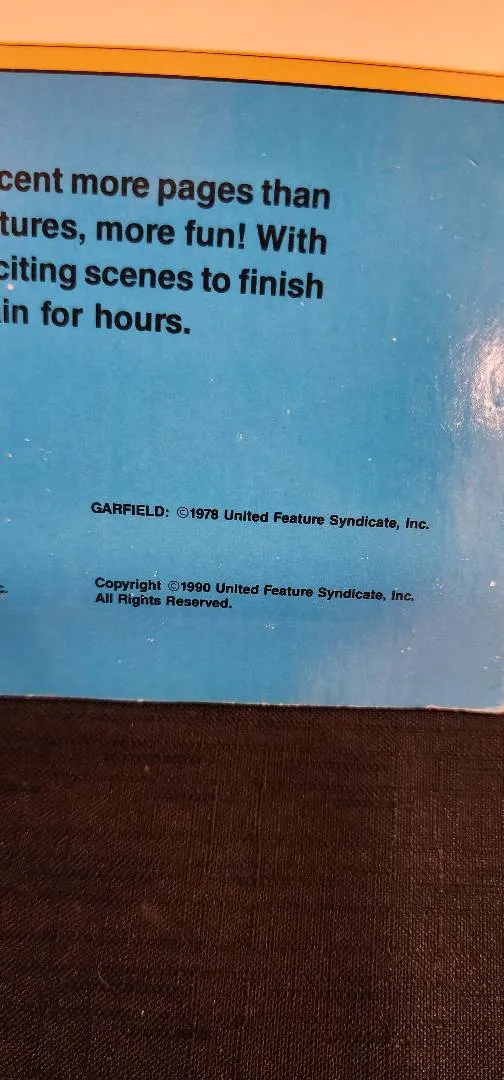 cent more pages than
tures, more fun! With
citing scenes to finish
in for hours.
GARFIELD: ©1978 United Feature Syndicate, Inc.
c.
Copyright ©1990 United Feature Syndicate, Inc.
All Rights Reserved.